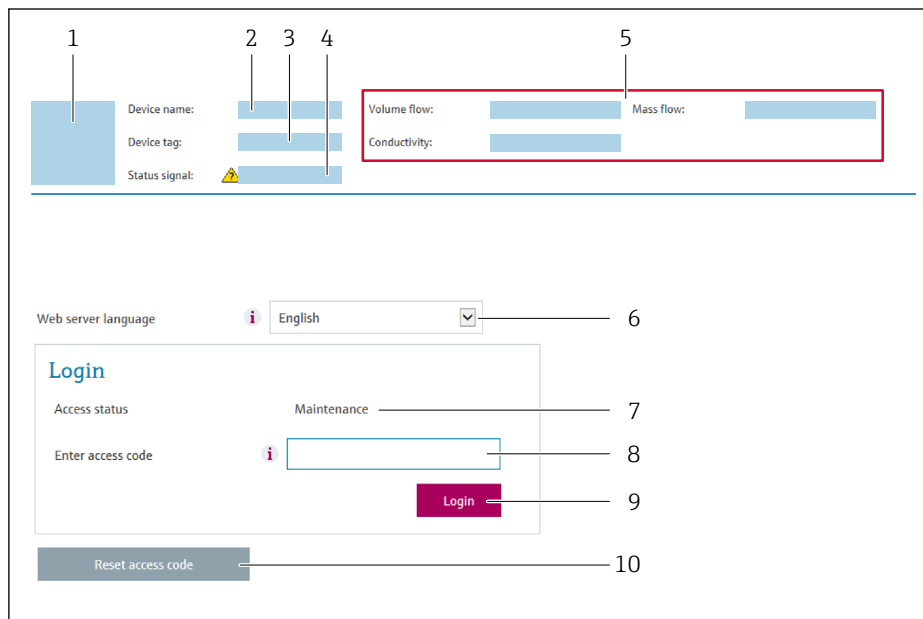 1 2 3 4 5
Device name: Volume flow: Mass flow:
Device tag: Conductivity:
Status signal: ?
Web server language i English 6
Login
Access status Maintenance 7
Enter access code i 8
Login 9
Reset access code 10